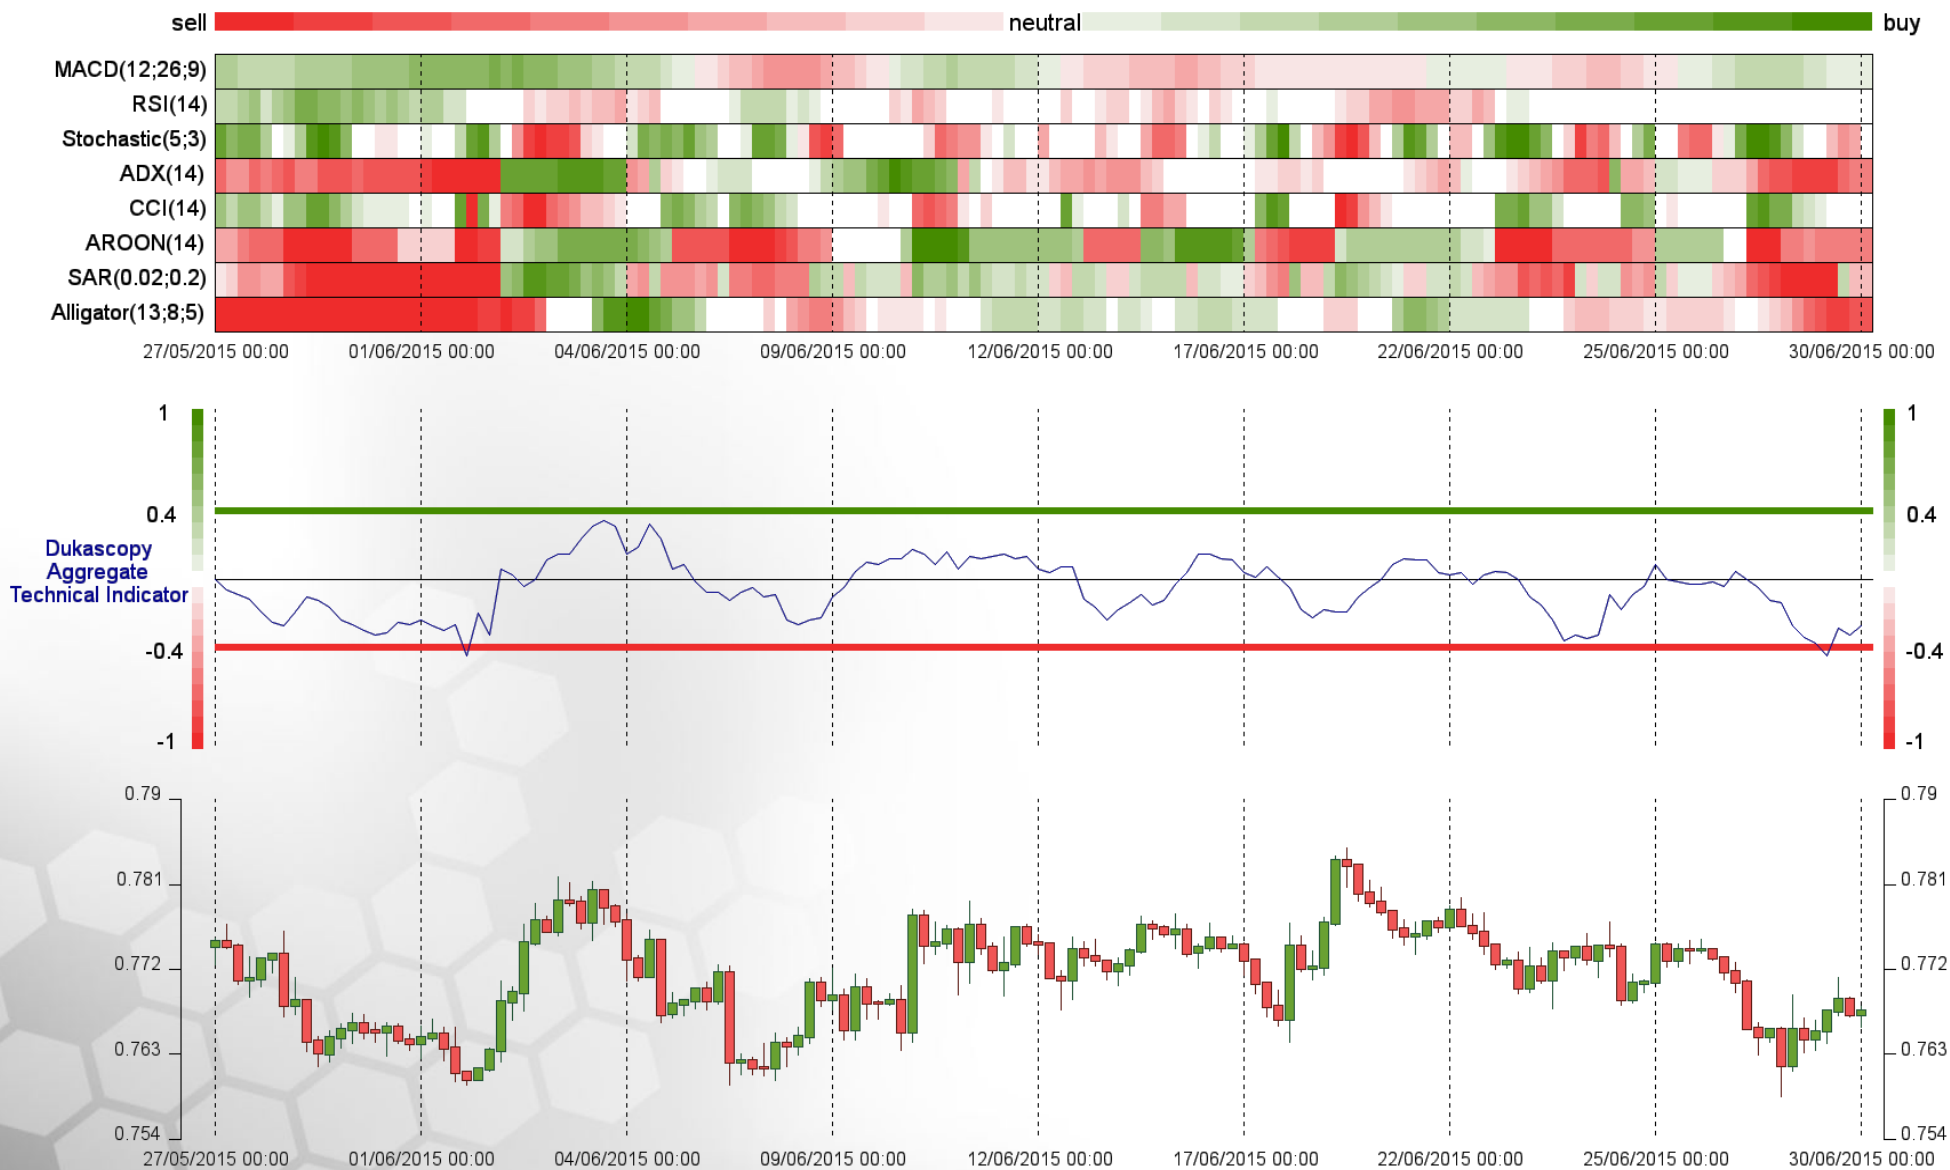 sell neutral buy
MACD(12;26;9)
RSI(14)
Stochastic(5;3)
ADX(14)
CCI(14)
AROON(14)
SAR(0.02;0.2)
Alligator(13;8;5)
27/05/2015 00:00 01/06/2015 00:00 04/06/2015 00:00 09/06/2015 00:00 12/06/2015 00:00 17/06/2015 00:00 22/06/2015 00:00 25/06/2015 00:00 30/06/2015 00:00
1 1
0.4 0.4
Dukascopy
Aggregate
Technical Indicator
-0.4 -0.4
-1 -1
0.79 0.79
0.781 0.781
0.772 0.772
0.763 0.763
0.754 0.754
27/05/2015 00:00 01/06/2015 00:00 04/06/2015 00:00 09/06/2015 00:00 12/06/2015 00:00 17/06/2015 00:00 22/06/2015 00:00 25/06/2015 00:00 30/06/2015 00:00